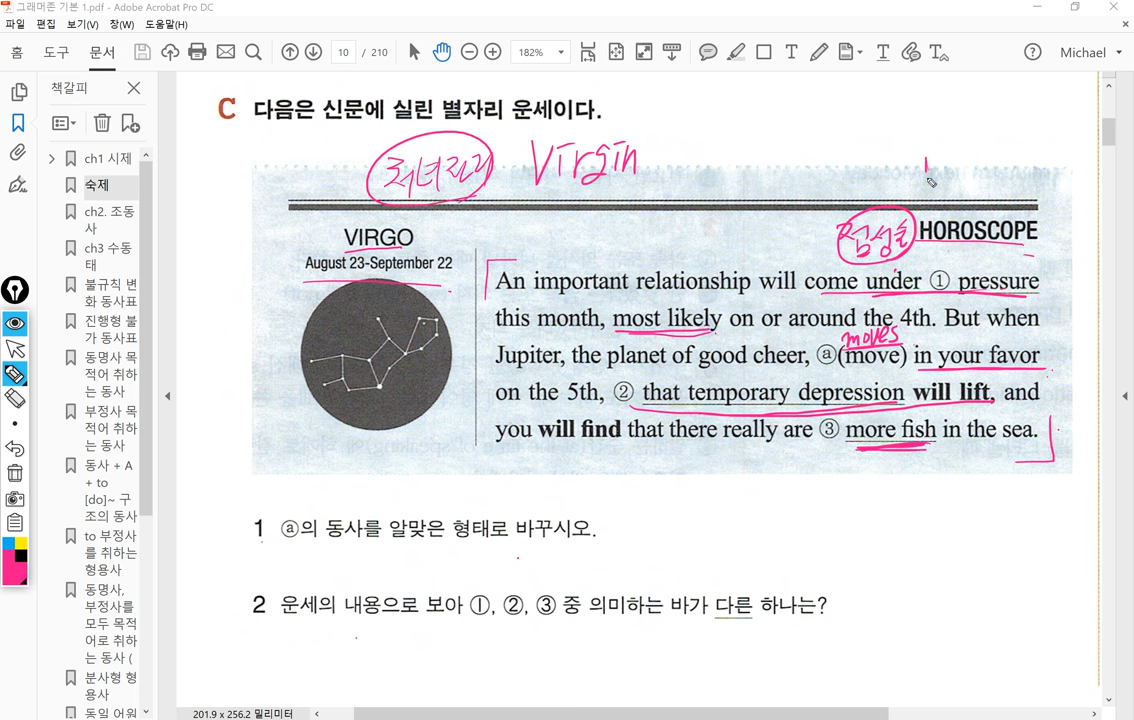 그래머존 기본 1.pdf - Adobe Acrobat Pro DC
파일 편집 보기(V) 창(W) 도움말(H)
홈 도구 문서 10 / 210 182% Michael
책갈피
ch1 시제
숙제
ch2. 조동
사
ch3 수동
태
불규칙 변
화 동사표
진행형 불
가 동사표
동명사 목
적어 취하
는 동사
부정사 목
적어 취하
는 동사
동사 + A
+ to
[do]~ 구
조의 동사
to 부정사
를 취하는
형용사
동명사,
부정사를
모두 목적
어로 취하
는 동사 (
분사형 형
용사
동일 어원
C 다음은 신문에 실린 별자리 운세이다.
처녀자리 Virgin
점성술 HOROSCOPE
VIRGO
August 23-September 22
An important relationship will come under ① pressure
this month, most likely on or around the 4th. But when
moves
Jupiter, the planet of good cheer, ⓐ(move) in your favor
on the 5th, ② that temporary depression will lift, and
you will find that there really are ③ more fish in the sea.
1 ⓐ의 동사를 알맞은 형태로 바꾸시오.
2 운세의 내용으로 보아 ①, ②, ③ 중 의미하는 바가 다른 하나는?
201.9 x 256.2 밀리미터